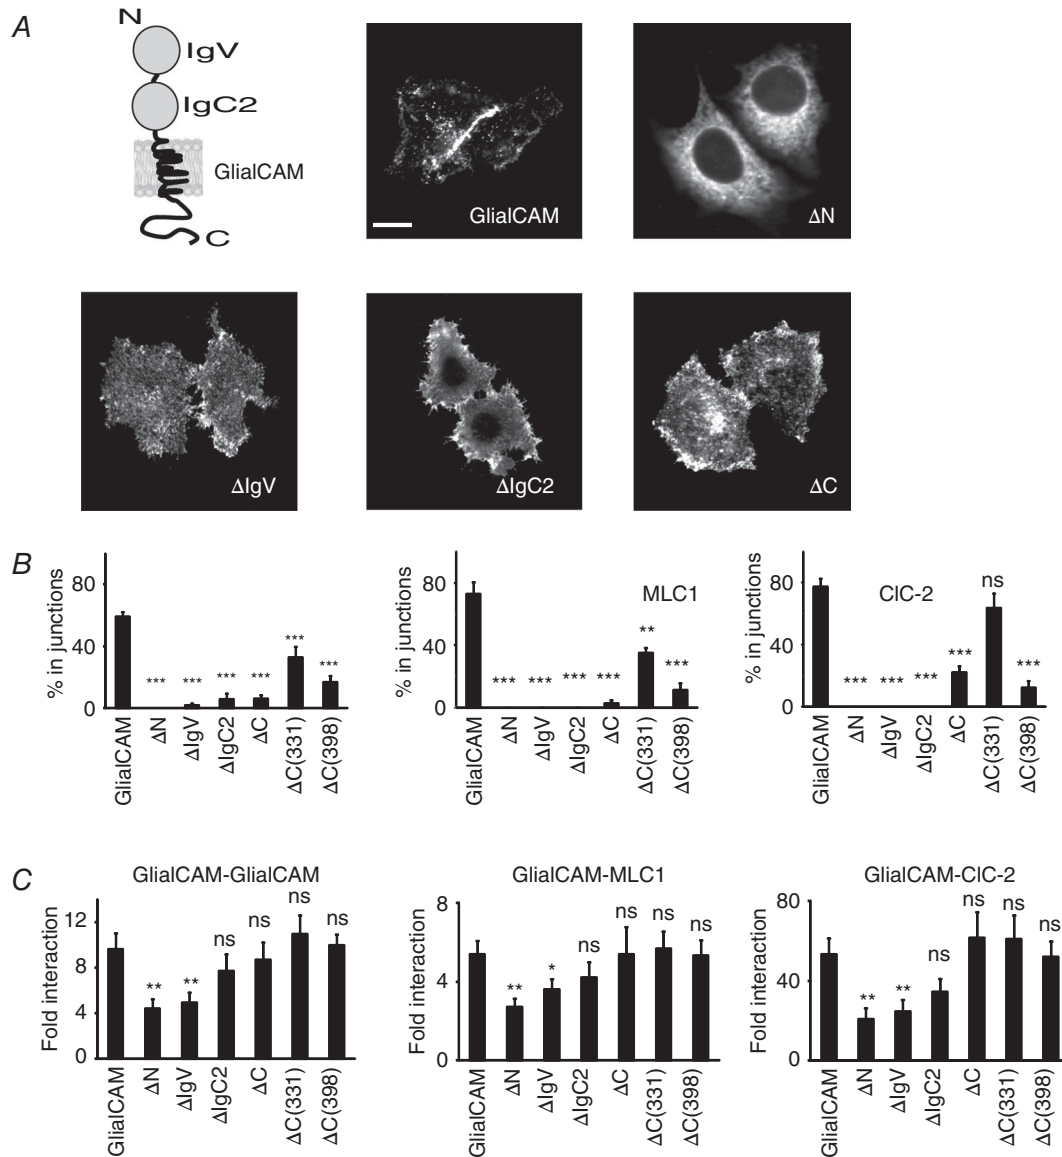 A
N
IgV
IgC2
GlialCAM
C
GlialCAM
ΔN
ΔIgV
ΔIgC2
ΔC
B
% in junctions
80
40
0
***
***
***
***
***
***
GlialCAM
ΔN
ΔIgV
ΔIgC2
ΔC
ΔC(331)
ΔC(398)
MLC1
% in junctions
80
40
0
***
***
***
***
**
***
GlialCAM
ΔN
ΔIgV
ΔIgC2
ΔC
ΔC(331)
ΔC(398)
ClC-2
% in junctions
80
40
0
***
***
***
***
ns
***
GlialCAM
ΔN
ΔIgV
ΔIgC2
ΔC
ΔC(331)
ΔC(398)
C
GlialCAM-GlialCAM
Fold interaction
12
8
4
0
**
**
ns
ns
ns
ns
GlialCAM
ΔN
ΔIgV
ΔIgC2
ΔC
ΔC(331)
ΔC(398)
GlialCAM-MLC1
Fold interaction
8
4
0
**
*
ns
ns
ns
ns
GlialCAM
ΔN
ΔIgV
ΔIgC2
ΔC
ΔC(331)
ΔC(398)
GlialCAM-ClC-2
Fold interaction
80
40
0
**
**
ns
ns
ns
ns
GlialCAM
ΔN
ΔIgV
ΔIgC2
ΔC
ΔC(331)
ΔC(398)